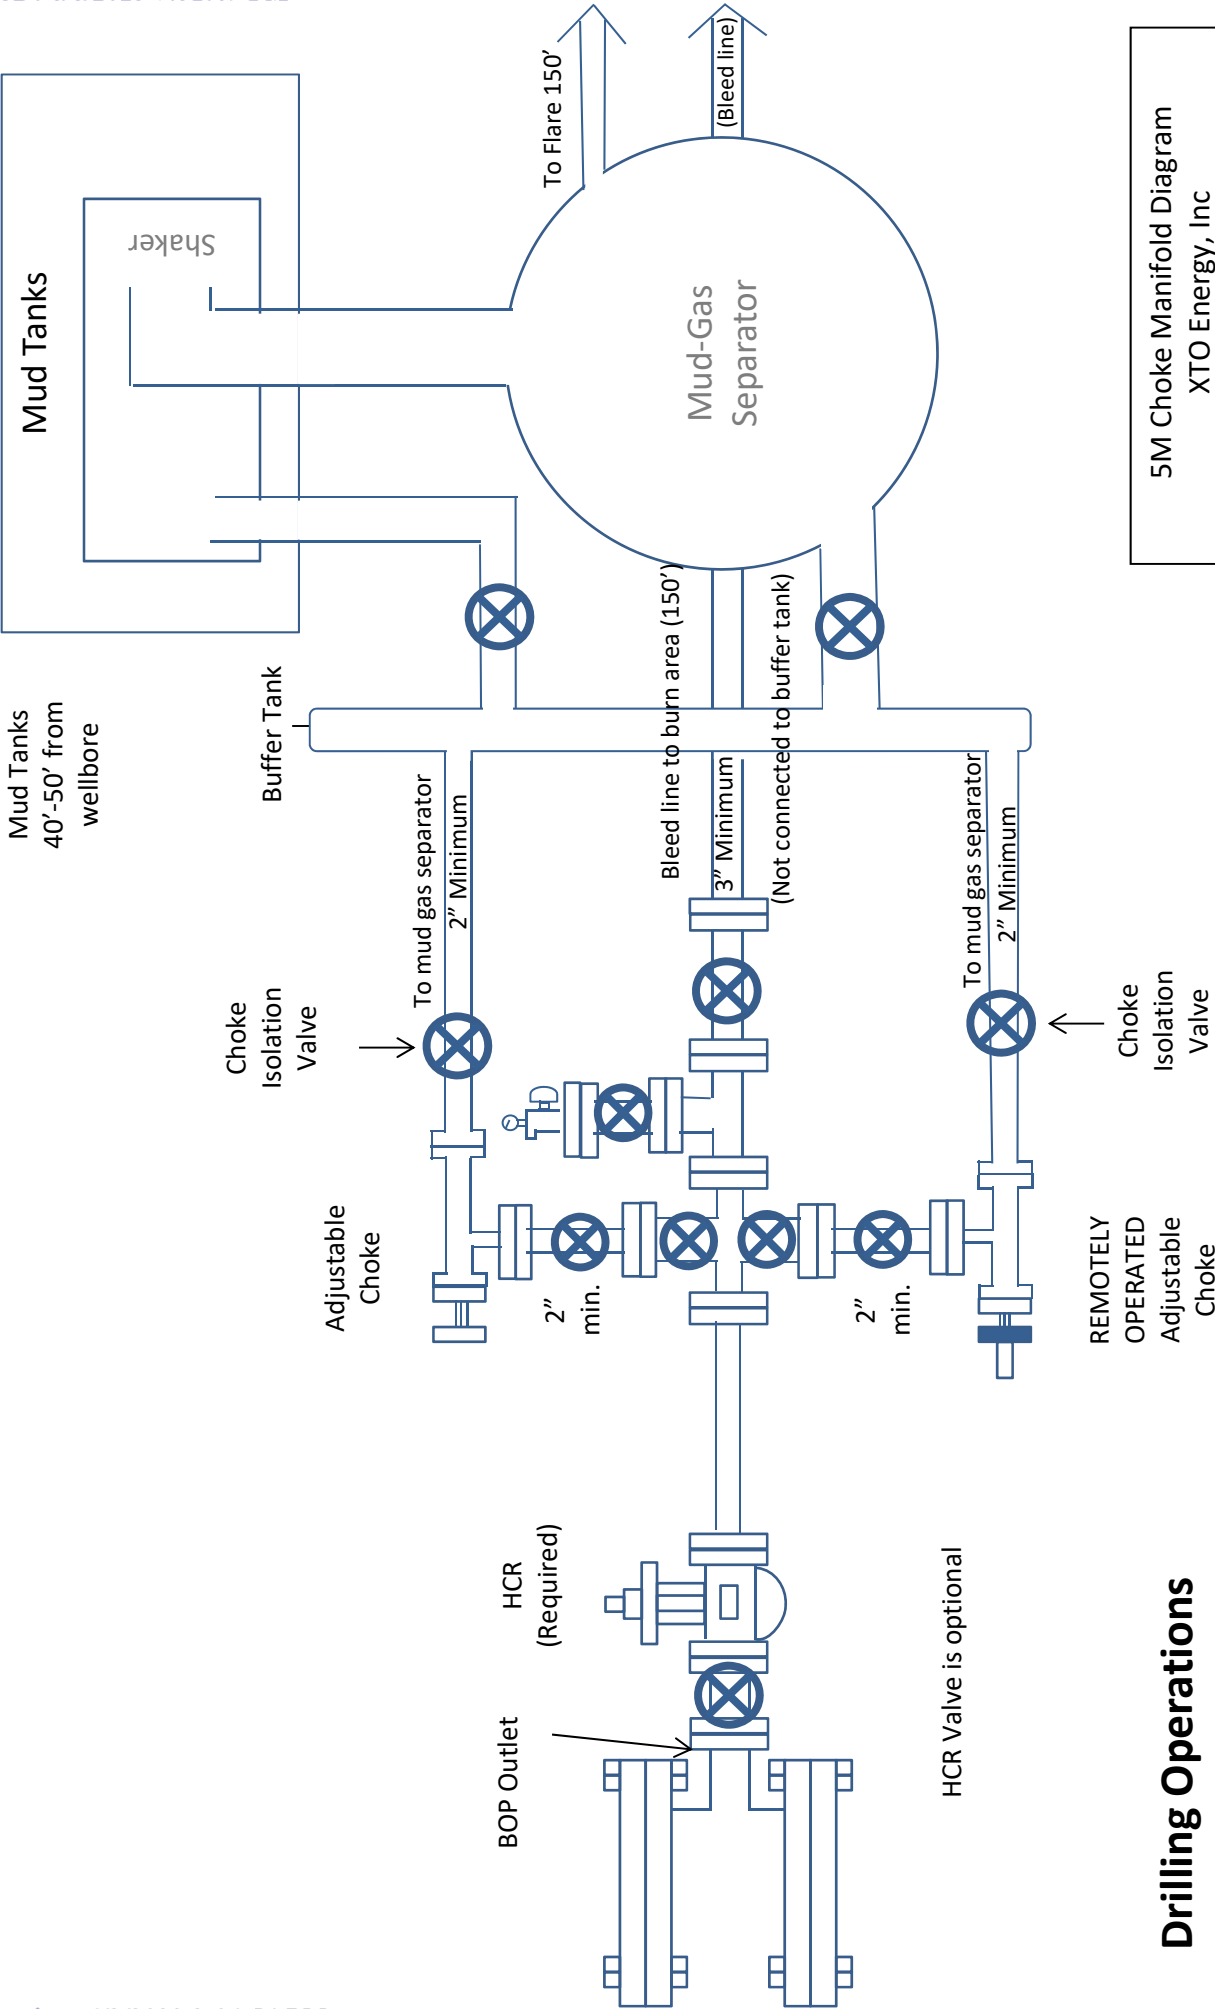 Mud Tanks
Shaker
Mud Tanks
40’-50’ from
wellbore
Buffer Tank
To Flare 150’
(Bleed line)
Mud-Gas
Separator
Choke
Isolation
Valve
To mud gas separator
2” Minimum
Bleed line to burn area (150’)
3” Minimum
(Not connected to buffer tank)
To mud gas separator
2” Minimum
Choke
Isolation
Valve
Adjustable
Choke
2”
min.
2”
min.
REMOTELY
OPERATED
Adjustable
Choke
HCR
(Required)
BOP Outlet
HCR Valve is optional
Drilling Operations
5M Choke Manifold Diagram
XTO Energy, Inc